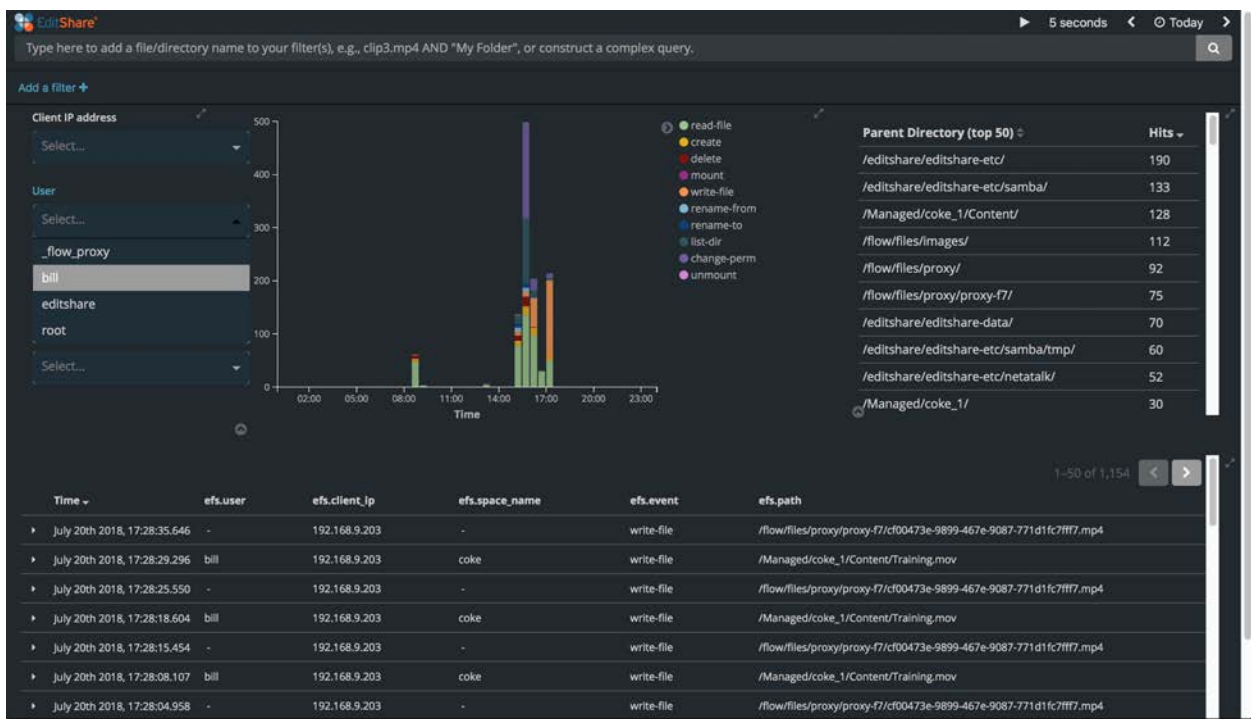 EditShare
5 seconds
Today
Type here to add a file/directory name to your filter(s), e.g., clip3.mp4 AND "My Folder", or construct a complex query.
Add a filter +
Client IP address
Select...
User
Select...
_flow_proxy
bill
editshare
root
Select...
500
400
300
200
100
0
02:00 05:00 08:00 11:00 14:00 17:00 20:00 23:00
Time
read-file
create
delete
mount
write-file
rename-from
rename-to
list-dir
change-perm
unmount
Parent Directory (top 50) Hits
/editshare/editshare-etc/ 190
/editshare/editshare-etc/samba/ 133
/Managed/coke_1/Content/ 128
/flow/files/images/ 112
/flow/files/proxy/ 92
/flow/files/proxy/proxy-f7/ 75
/editshare/editshare-data/ 70
/editshare/editshare-etc/samba/tmp/ 60
/editshare/editshare-etc/netatalk/ 52
/Managed/coke_1/ 30
1–50 of 1,154
Time efs.user efs.client_ip efs.space_name efs.event efs.path
July 20th 2018, 17:28:35.646 - 192.168.9.203 - write-file /flow/files/proxy/proxy-f7/cf00473e-9899-467e-9087-771d1fc7fff7.mp4
July 20th 2018, 17:28:29.296 bill 192.168.9.203 coke write-file /Managed/coke_1/Content/Training.mov
July 20th 2018, 17:28:25.550 - 192.168.9.203 - write-file /flow/files/proxy/proxy-f7/cf00473e-9899-467e-9087-771d1fc7fff7.mp4
July 20th 2018, 17:28:18.604 bill 192.168.9.203 coke write-file /Managed/coke_1/Content/Training.mov
July 20th 2018, 17:28:15.454 - 192.168.9.203 - write-file /flow/files/proxy/proxy-f7/cf00473e-9899-467e-9087-771d1fc7fff7.mp4
July 20th 2018, 17:28:08.107 bill 192.168.9.203 coke write-file /Managed/coke_1/Content/Training.mov
July 20th 2018, 17:28:04.958 - 192.168.9.203 - write-file /flow/files/proxy/proxy-f7/cf00473e-9899-467e-9087-771d1fc7fff7.mp4